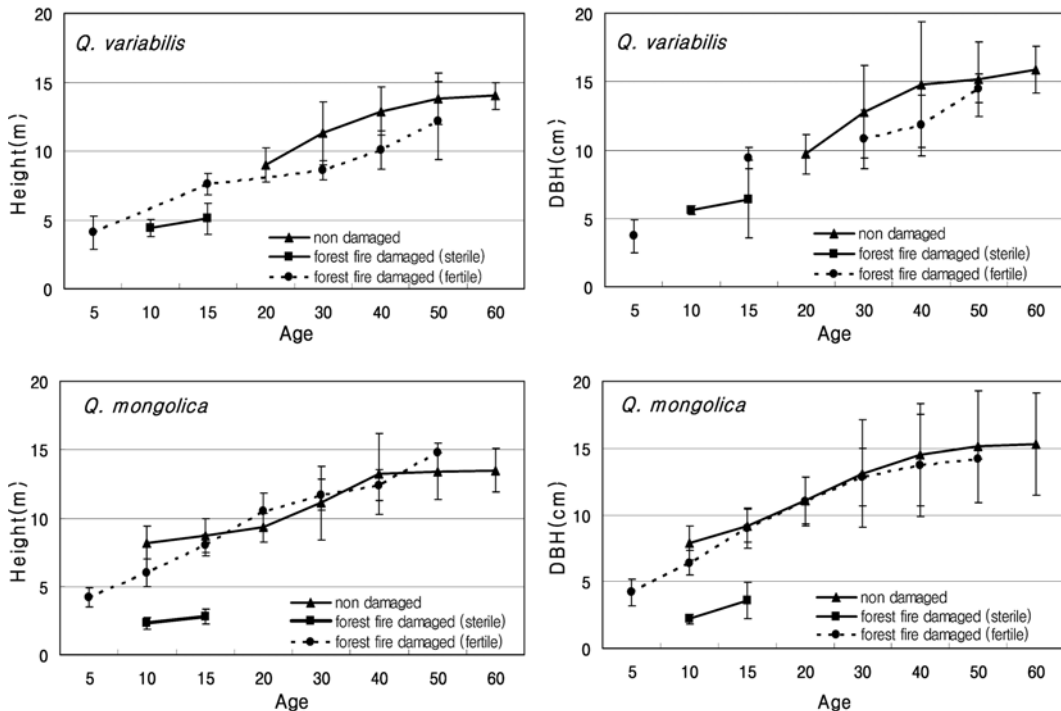 20
15
10
5
0
Height(m)
Q. variabilis
non damaged
forest fire damaged (sterile)
forest fire damaged (fertile)
5 10 15 20 30 40 50 60
Age
20
15
10
5
0
DBH(cm)
Q. variabilis
non damaged
forest fire damaged (sterile)
forest fire damaged (fertile)
5 10 15 20 30 40 50 60
Age
20
15
10
5
0
Height(m)
Q. mongolica
non damaged
forest fire damaged (sterile)
forest fire damaged (fertile)
5 10 15 20 30 40 50 60
Age
20
15
10
5
0
DBH(cm)
Q. mongolica
non damaged
forest fire damaged (sterile)
forest fire damaged (fertile)
5 10 15 20 30 40 50 60
Age